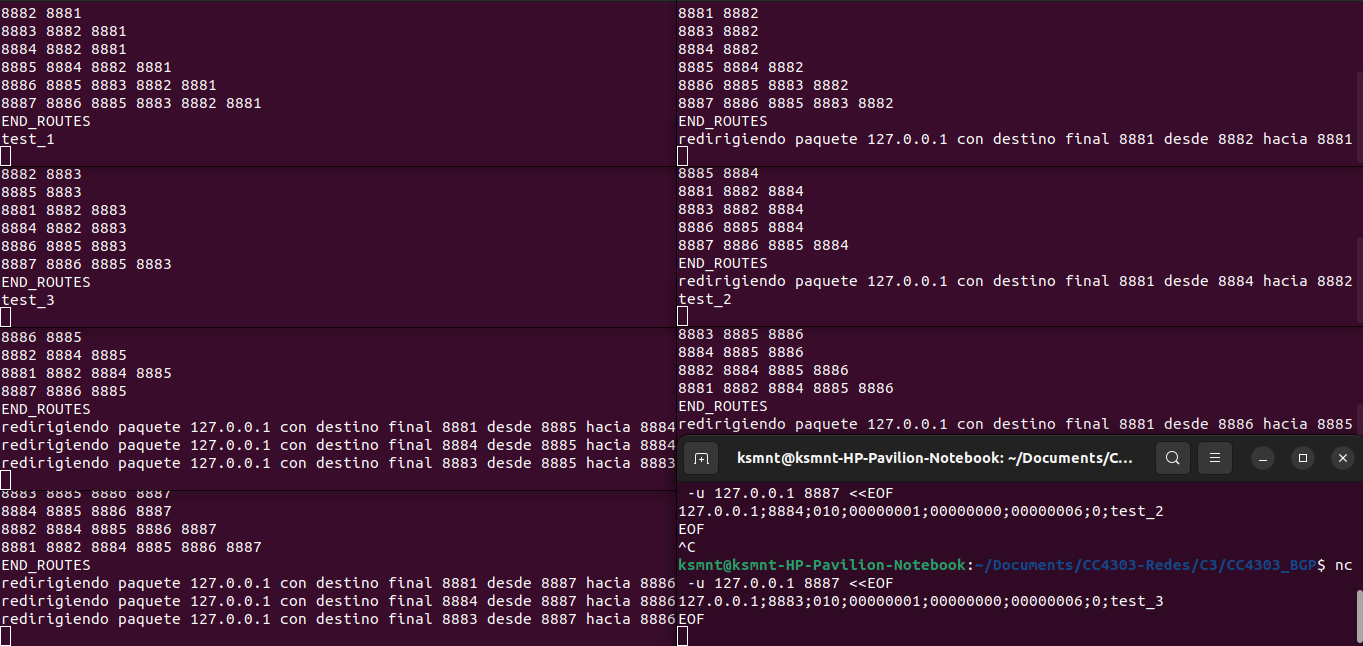 8882 8881
8883 8882 8881
8884 8882 8881
8885 8884 8882 8881
8886 8885 8883 8882 8881
8887 8886 8885 8883 8882 8881
END_ROUTES
test_1
8881 8882
8883 8882
8884 8882
8885 8884 8882
8886 8885 8883 8882
8887 8886 8885 8883 8882
END_ROUTES
redirigiendo paquete 127.0.0.1 con destino final 8881 desde 8882 hacia 8881
8882 8883
8885 8883
8881 8882 8883
8884 8882 8883
8886 8885 8883
8887 8886 8885 8883
END_ROUTES
test_3
8885 8884
8881 8882 8884
8883 8882 8884
8886 8885 8884
8887 8886 8885 8884
END_ROUTES
redirigiendo paquete 127.0.0.1 con destino final 8881 desde 8884 hacia 8882
test_2
8886 8885
8882 8884 8885
8881 8882 8884 8885
8887 8886 8885
END_ROUTES
redirigiendo paquete 127.0.0.1 con destino final 8881 desde 8885 hacia 8884
redirigiendo paquete 127.0.0.1 con destino final 8884 desde 8885 hacia 8884
redirigiendo paquete 127.0.0.1 con destino final 8883 desde 8885 hacia 8883
8883 8885 8886
8884 8885 8886
8882 8884 8885 8886
8881 8882 8884 8885 8886
END_ROUTES
redirigiendo paquete 127.0.0.1 con destino final 8881 desde 8886 hacia 8885
8883 8885 8886 8887
8884 8885 8886 8887
8882 8884 8885 8886 8887
8881 8882 8884 8885 8886 8887
END_ROUTES
redirigiendo paquete 127.0.0.1 con destino final 8881 desde 8887 hacia 8886
redirigiendo paquete 127.0.0.1 con destino final 8884 desde 8887 hacia 8886
redirigiendo paquete 127.0.0.1 con destino final 8883 desde 8887 hacia 8886
ksmnt@ksmnt-HP-Pavilion-Notebook: ~/Documents/C...
-u 127.0.0.1 8887 <<EOF
127.0.0.1;8884;010;00000001;00000000;00000006;0;test_2
EOF
^C
ksmnt@ksmnt-HP-Pavilion-Notebook:~/Documents/CC4303-Redes/C3/CC4303_BGP$ nc
-u 127.0.0.1 8887 <<EOF
127.0.0.1;8883;010;00000001;00000000;00000006;0;test_3
EOF